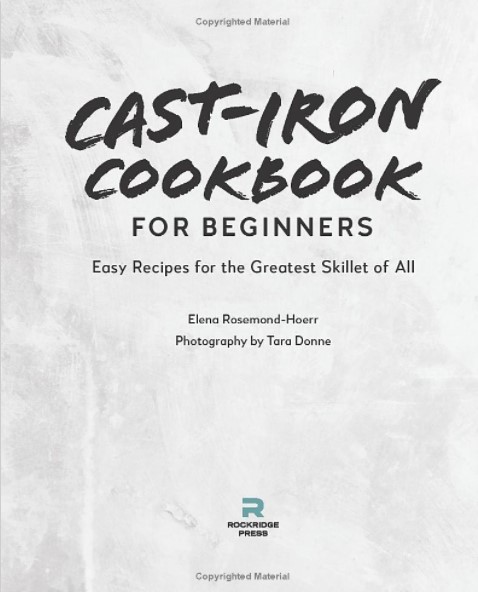 Copyrighted Material
CAST-IRON
COOKBOOK
FOR BEGINNERS
Easy Recipes for the Greatest Skillet of All
Elena Rosemond-Hoerr
Photography by Tara Donne
R
ROCKRIDGE
PRESS
Copyrighted Material